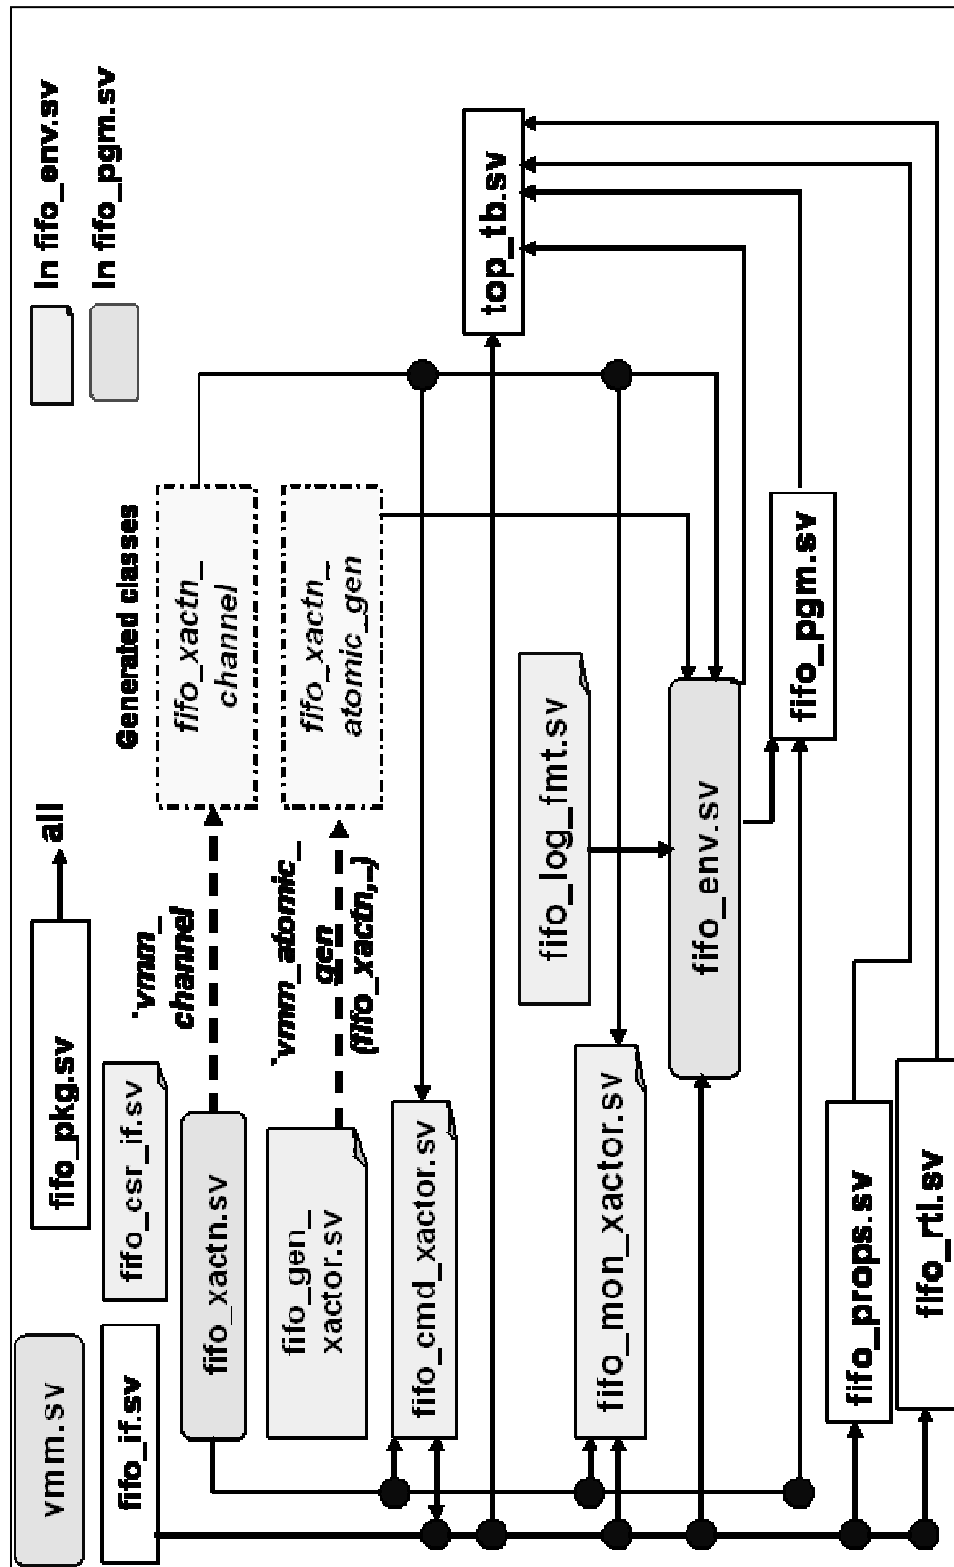 vmm.sv
fifo_if.sv
fifo_pkg.sv
all
fifo_csr_if.sv
In fifo_env.sv
In fifo_pgm.sv
Generated classes
fifo_xactn.sv
`vmm_
channel
fifo_xactn_
channel
fifo_gen_
xactor.sv
`vmm_atomic_
gen
(fifo_xactn,..)
fifo_xactn_
atomic_gen
fifo_cmd_xactor.sv
top_tb.sv
fifo_log_fmt.sv
fifo_mon_xactor.sv
fifo_env.sv
fifo_pgm.sv
fifo_props.sv
fifo_rtl.sv